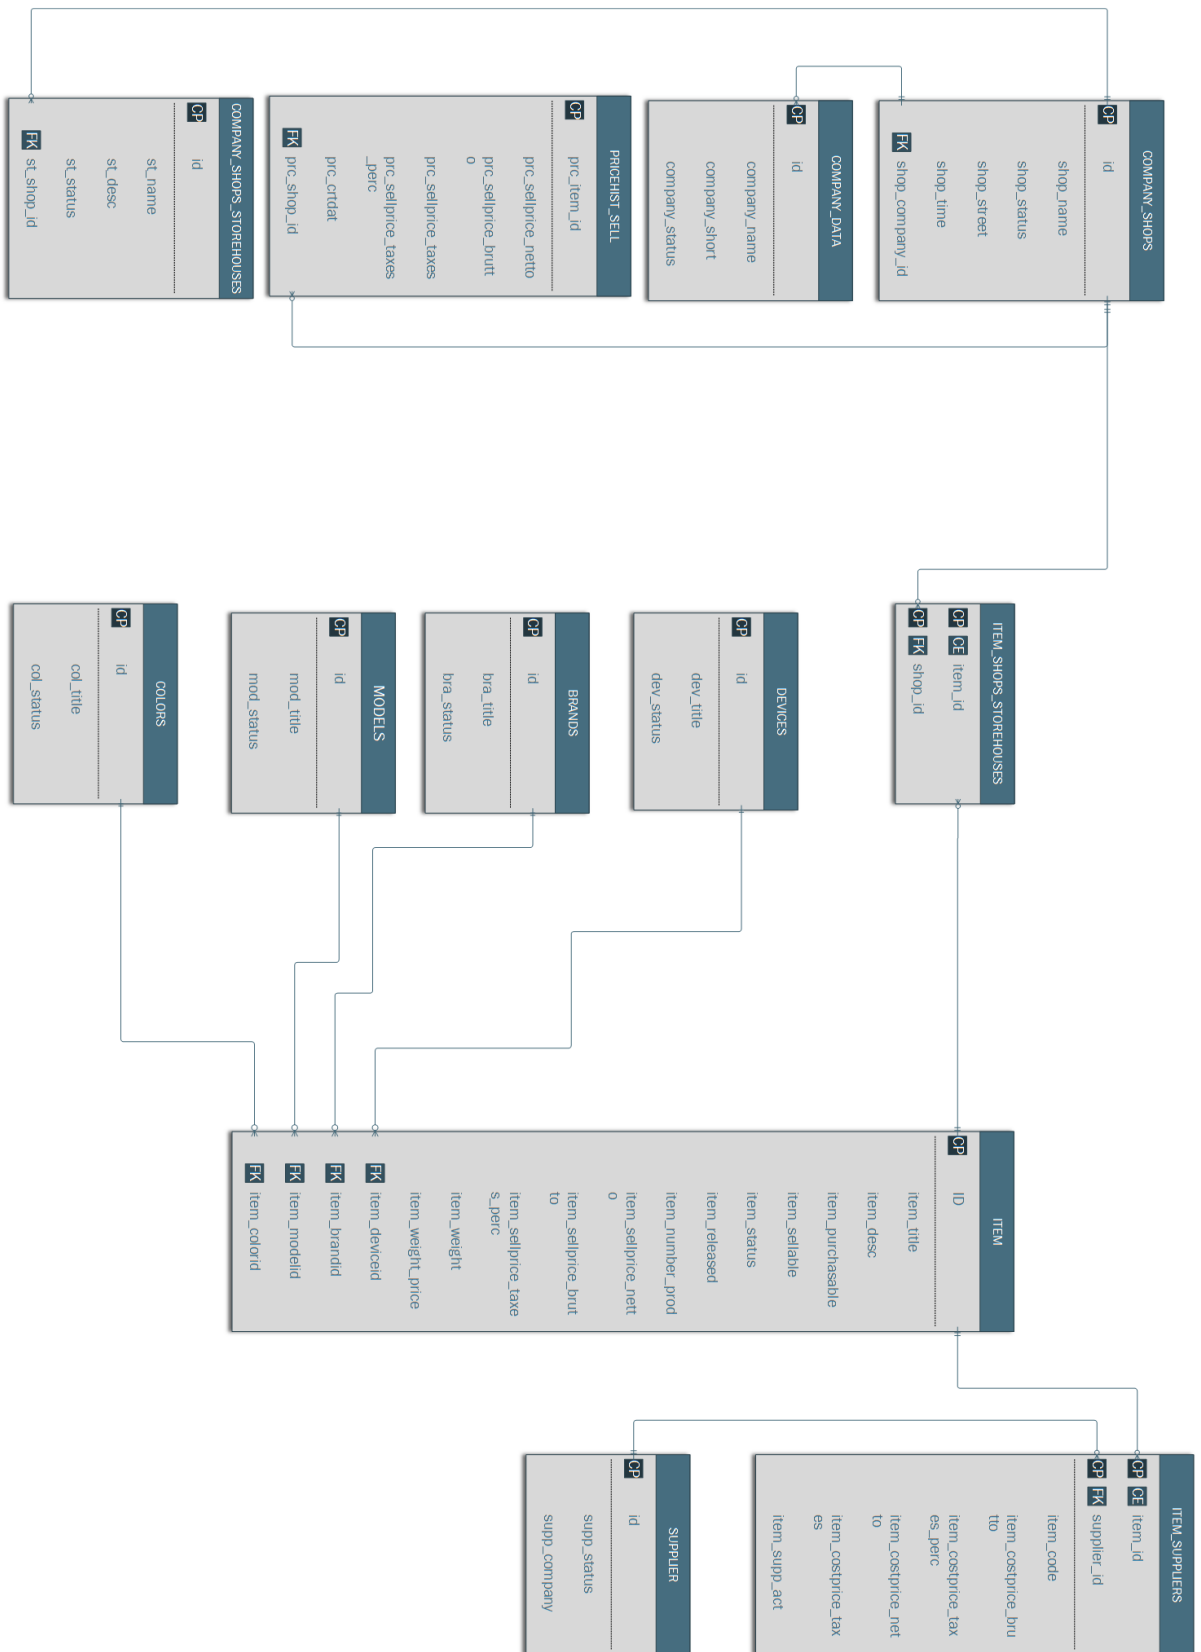 COMPANY_SHOPS
CP id
shop_name
shop_status
shop_street
shop_time
FK shop_company_id
COMPANY_DATA
CP id
company_name
company_short
company_status
PRICEHIST_SELL
CP prc_item_id
prc_sellprice_netto
prc_sellprice_brutt
o
prc_sellprice_taxes
prc_sellprice_taxes
_perc
prc_crtdat
FK prc_shop_id
COMPANY_SHOPS_STOREHOUSES
CP id
st_name
st_desc
st_status
FK st_shop_id
ITEM_SHOPS_STOREHOUSES
CP CE item_id
CP FK shop_id
DEVICES
CP id
dev_title
dev_status
BRANDS
CP id
bra_title
bra_status
MODELS
CP id
mod_title
mod_status
COLORS
CP id
col_title
col_status
ITEM
CP ID
item_title
item_desc
item_purchasable
item_sellable
item_status
item_released
item_number_prod
item_sellprice_nett
o
item_sellprice_brut
to
item_sellprice_taxe
s_perc
item_weight
item_weight_price
FK item_deviceid
FK item_brandid
FK item_modelid
FK item_colorid
ITEM_SUPPLIERS
CP CE item_id
CP FK supplier_id
item_code
item_costprice_bru
tto
item_costprice_tax
es_perc
item_costprice_net
to
item_costprice_tax
es
item_supp_act
SUPPLIER
CP id
supp_status
supp_company